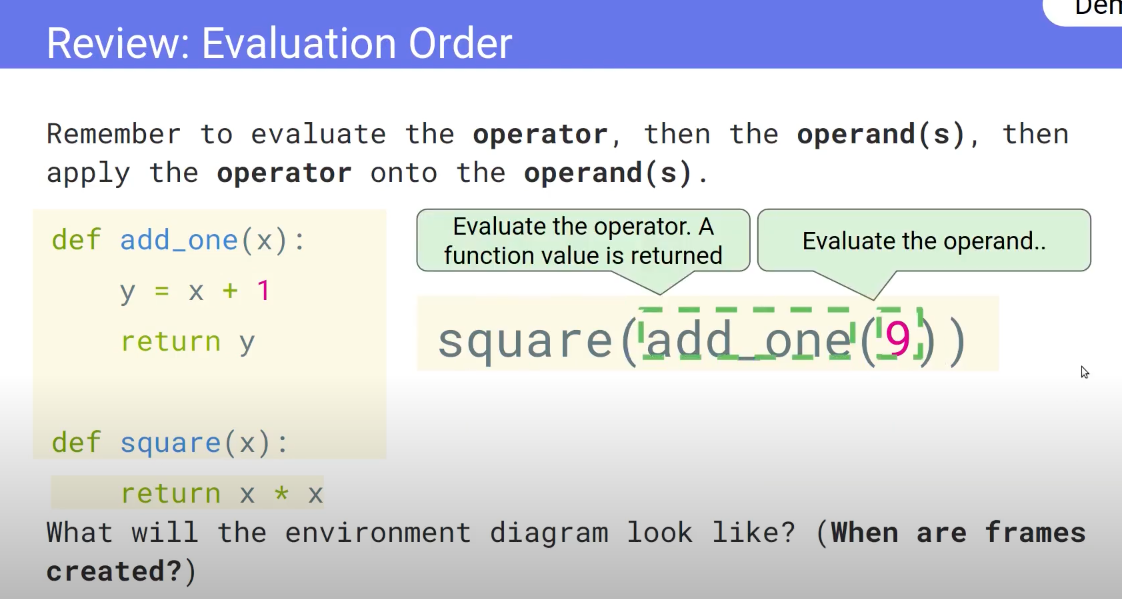 Dem
Review: Evaluation Order
Remember to evaluate the operator, then the operand(s), then
apply the operator onto the operand(s).
def add_one(x):
    y = x + 1
    return y
def square(x):
    return x * x
Evaluate the operator. A
function value is returned
Evaluate the operand..
square(add_one(9))
What will the environment diagram look like? (When are frames
created?)